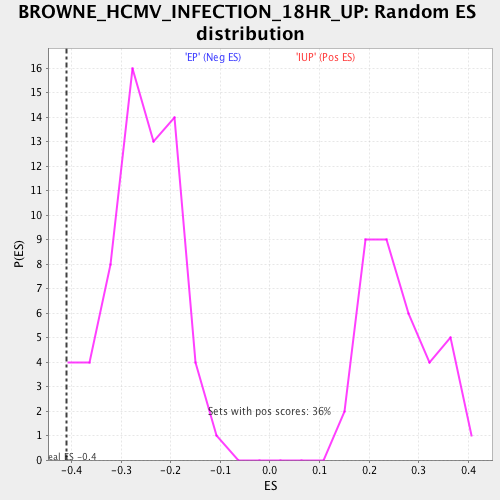 BROWNE_HCMV_INFECTION_18HR_UP: Random ES
distribution
'EP' (Neg ES) 'IUP' (Pos ES)
16
15
14
13
12
11
10
9
8
7
6
5
4
3
2
1
0
P(ES)
Sets with pos scores: 36%
ES -0.4
-0.4 -0.3 -0.2 -0.1 0.0 0.1 0.2 0.3 0.4
ES